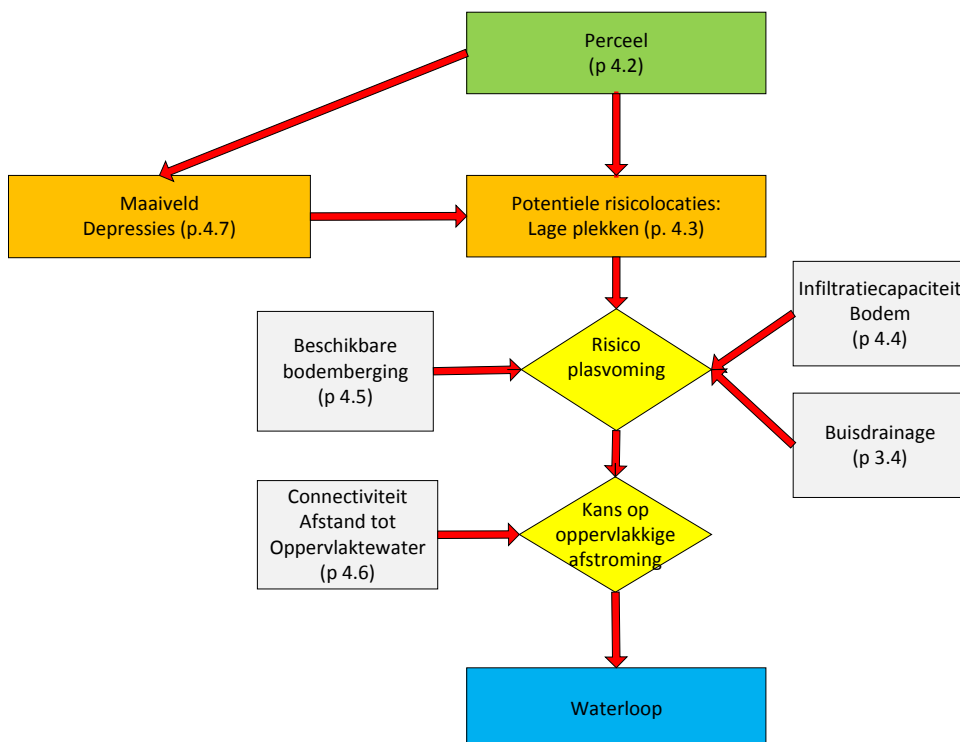 Perceel
(p 4.2)
Maaiveld
Depressies (p.4.7)
Potentiele risicolocaties:
Lage plekken (p. 4.3)
Infiltratiecapaciteit
Bodem
(p 4.4)
Beschikbare
bodemberging
(p 4.5)
Risico
plasvoming
Buisdrainage
(p 3.4)
Connectiviteit
Afstand tot
Oppervlaktewater
(p 4.6)
Kans op
oppervlakkige
afstroming
Waterloop